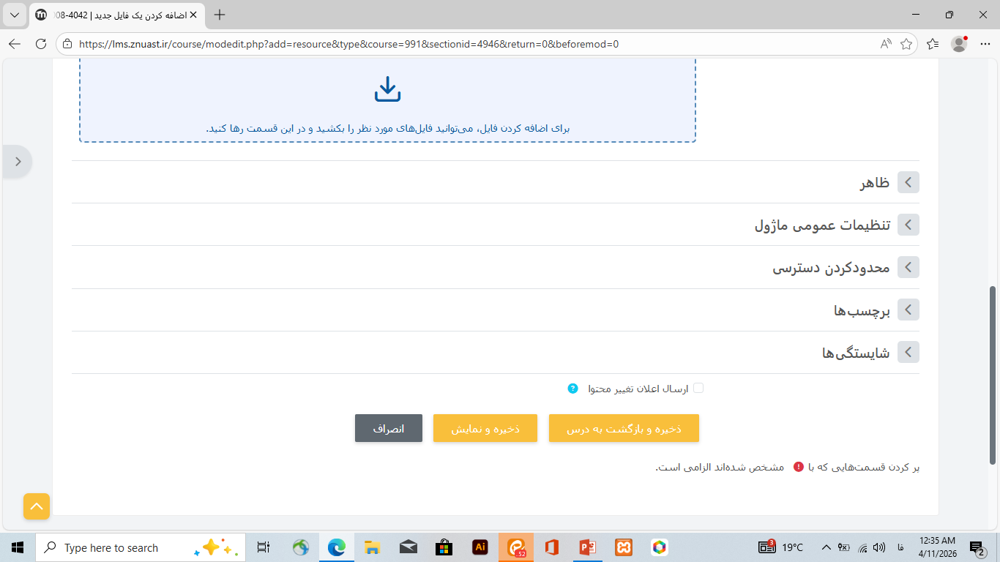 اضافه کردن یک فایل جدید | 4042-008
https://lms.znuast.ir/course/modedit.php?add=resource&type&course=991&sectionid=4946&return=0&beforemod=0
برای اضافه کردن فایل، می‌توانید فایل‌های مورد نظر را بکشید و در این قسمت رها کنید.
ظاهر
تنظیمات عمومی ماژول
محدودکردن دسترسی
برچسب‌ها
شایستگی‌ها
ارسال اعلان تغییر محتوا
ذخیره و بازگشت به درس
ذخیره و نمایش
انصراف
پر کردن قسمت‌هایی که با مشخص شده‌اند الزامی است.
Type here to search
Ai
.52
3
19°C
فا
12:35 AM
4/11/2026
2